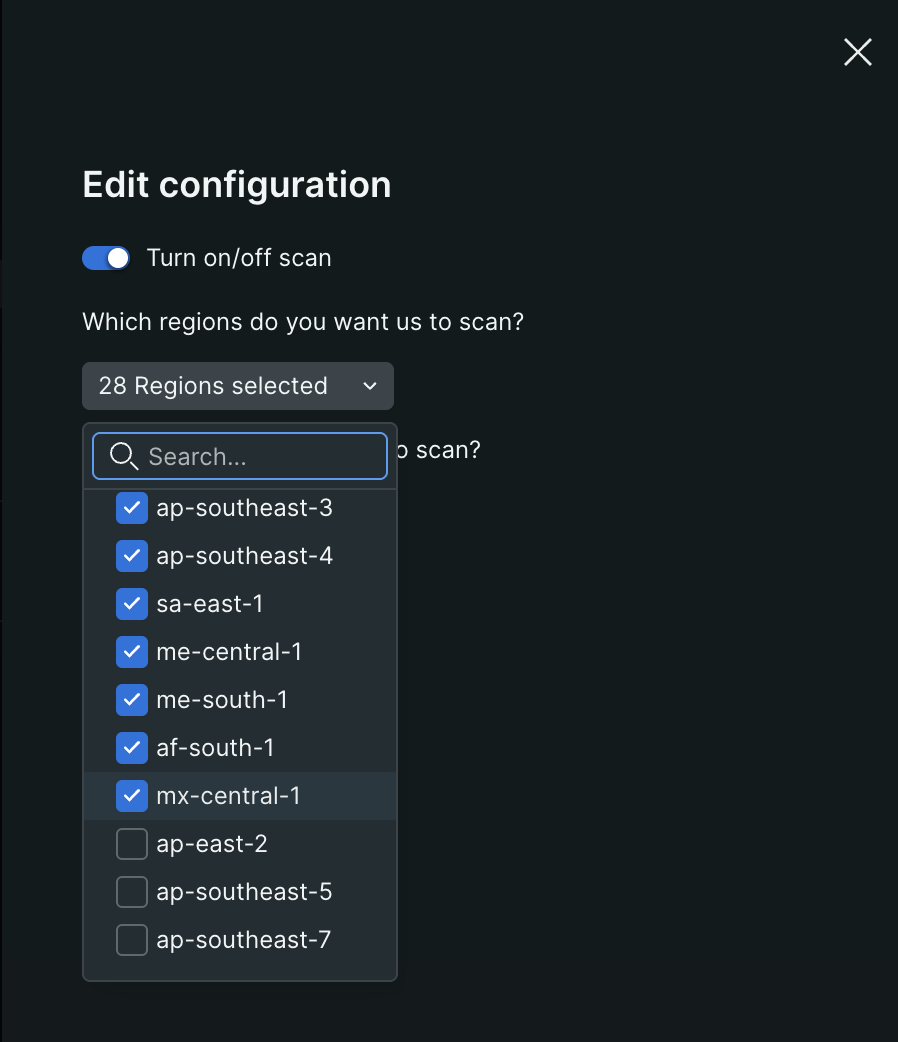 Edit configuration
Turn on/off scan
Which regions do you want us to scan?
28 Regions selected
scan?
Search...
ap-southeast-3
ap-southeast-4
sa-east-1
me-central-1
me-south-1
af-south-1
mx-central-1
ap-east-2
ap-southeast-5
ap-southeast-7